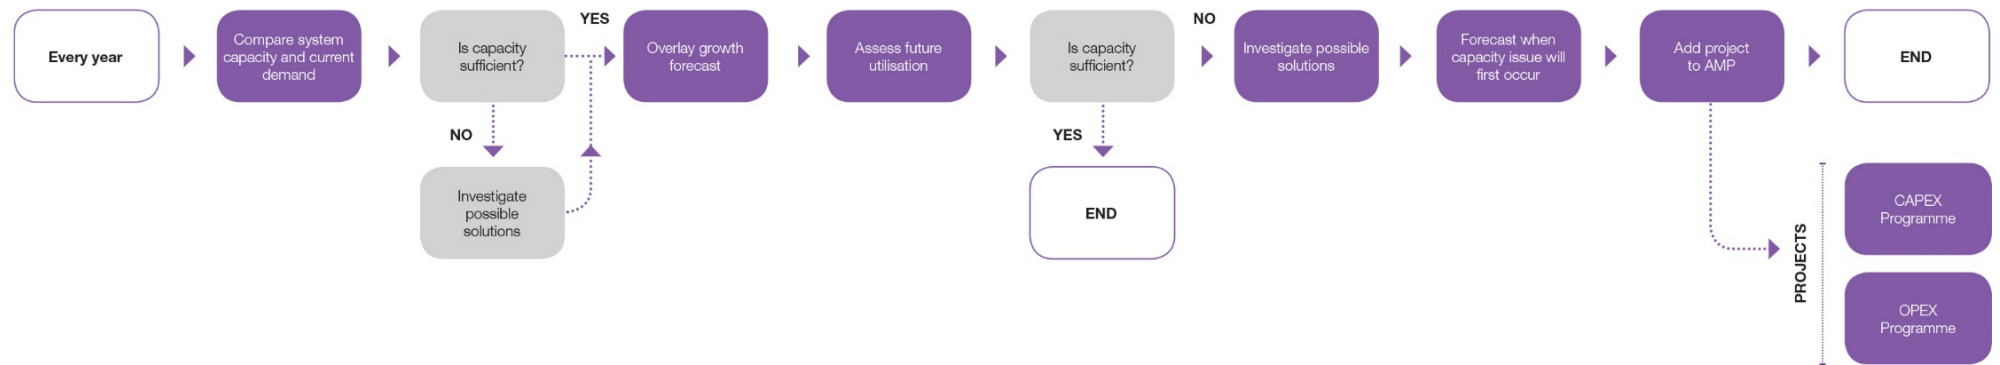 Every year
Compare system
capacity and current
demand
Is capacity
sufficient?
YES
NO
Investigate
possible
solutions
Overlay growth
forecast
Assess future
utilisation
Is capacity
sufficient?
YES
END
NO
Investigate possible
solutions
Forecast when
capacity issue will
first occur
Add project
to AMP
END
PROJECTS
CAPEX
Programme
OPEX
Programme